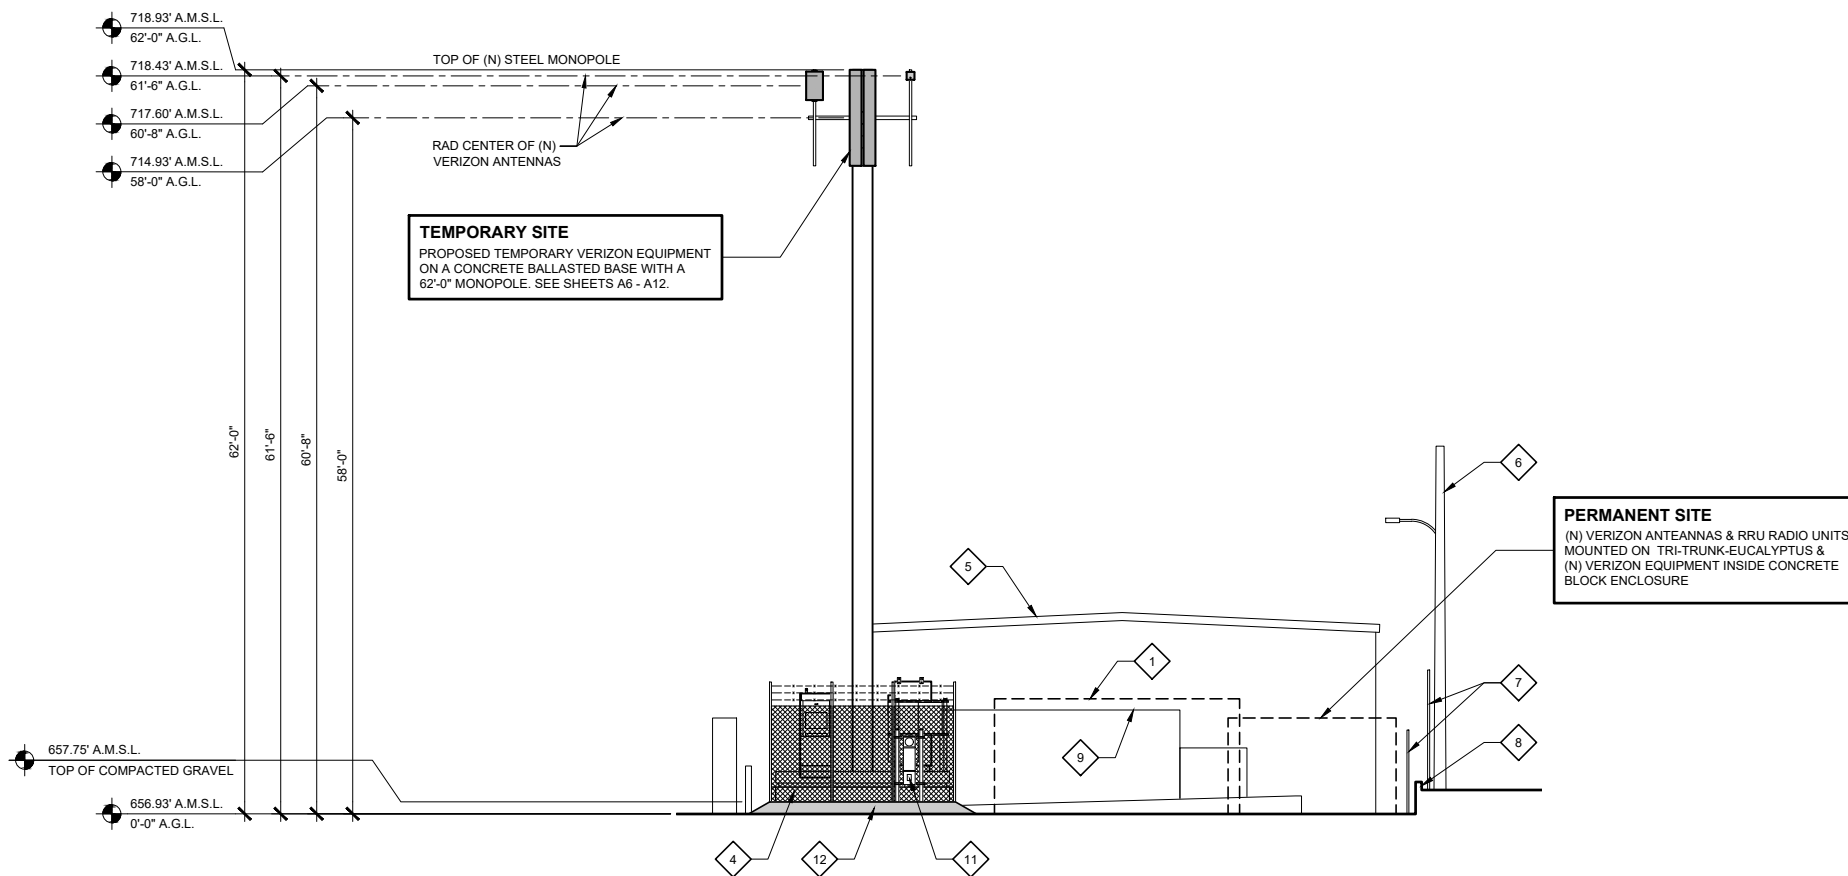 718.93' A.M.S.L.
62'-0" A.G.L.
718.43' A.M.S.L.
61'-6" A.G.L.
717.60' A.M.S.L.
60'-8" A.G.L.
714.93' A.M.S.L.
58'-0" A.G.L.
TOP OF (N) STEEL MONOPOLE
RAD CENTER OF (N)
VERIZON ANTENNAS
TEMPORARY SITE
PROPOSED TEMPORARY VERIZON EQUIPMENT
ON A CONCRETE BALLASTED BASE WITH A
62'-0" MONOPOLE. SEE SHEETS A6 - A12.
62'-0"
61'-6"
60'-8"
58'-0"
6
PERMANENT SITE
(N) VERIZON ANTEANNAS & RRU RADIO UNITS
MOUNTED ON TRI-TRUNK-EUCALYPTUS &
(N) VERIZON EQUIPMENT INSIDE CONCRETE
BLOCK ENCLOSURE
5
1
7
9
8
657.75' A.M.S.L.
TOP OF COMPACTED GRAVEL
656.93' A.M.S.L.
0'-0" A.G.L.
4
12
11